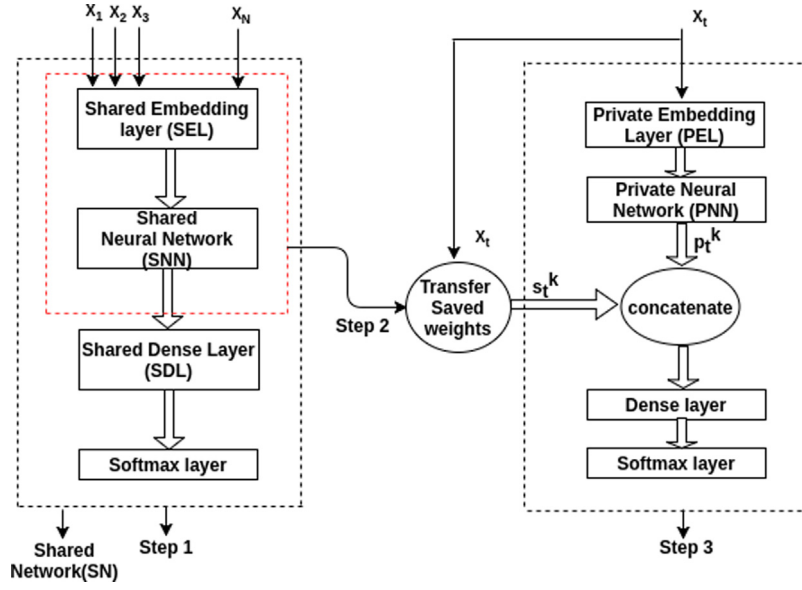 X1 X2 X3 XN
Shared Embedding
layer (SEL)
Shared
Neural Network
(SNN)
Shared Dense Layer
(SDL)
Softmax layer
Shared
Network(SN)
Step 1
Step 2
Xt
Transfer
Saved
weights
st^k
Xt
Private Embedding
Layer (PEL)
Private Neural
Network (PNN)
pt^k
concatenate
Dense layer
Softmax layer
Step 3